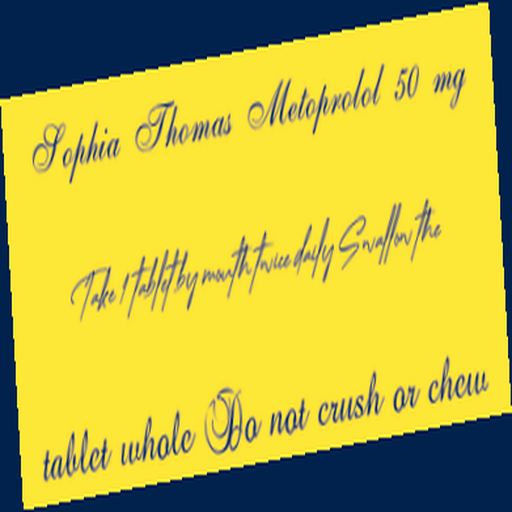 Sophia Thomas Metoprolol 50 mg
Take 1 tablet by mouth twice daily Swallow the
tablet whole Do not crush or chew